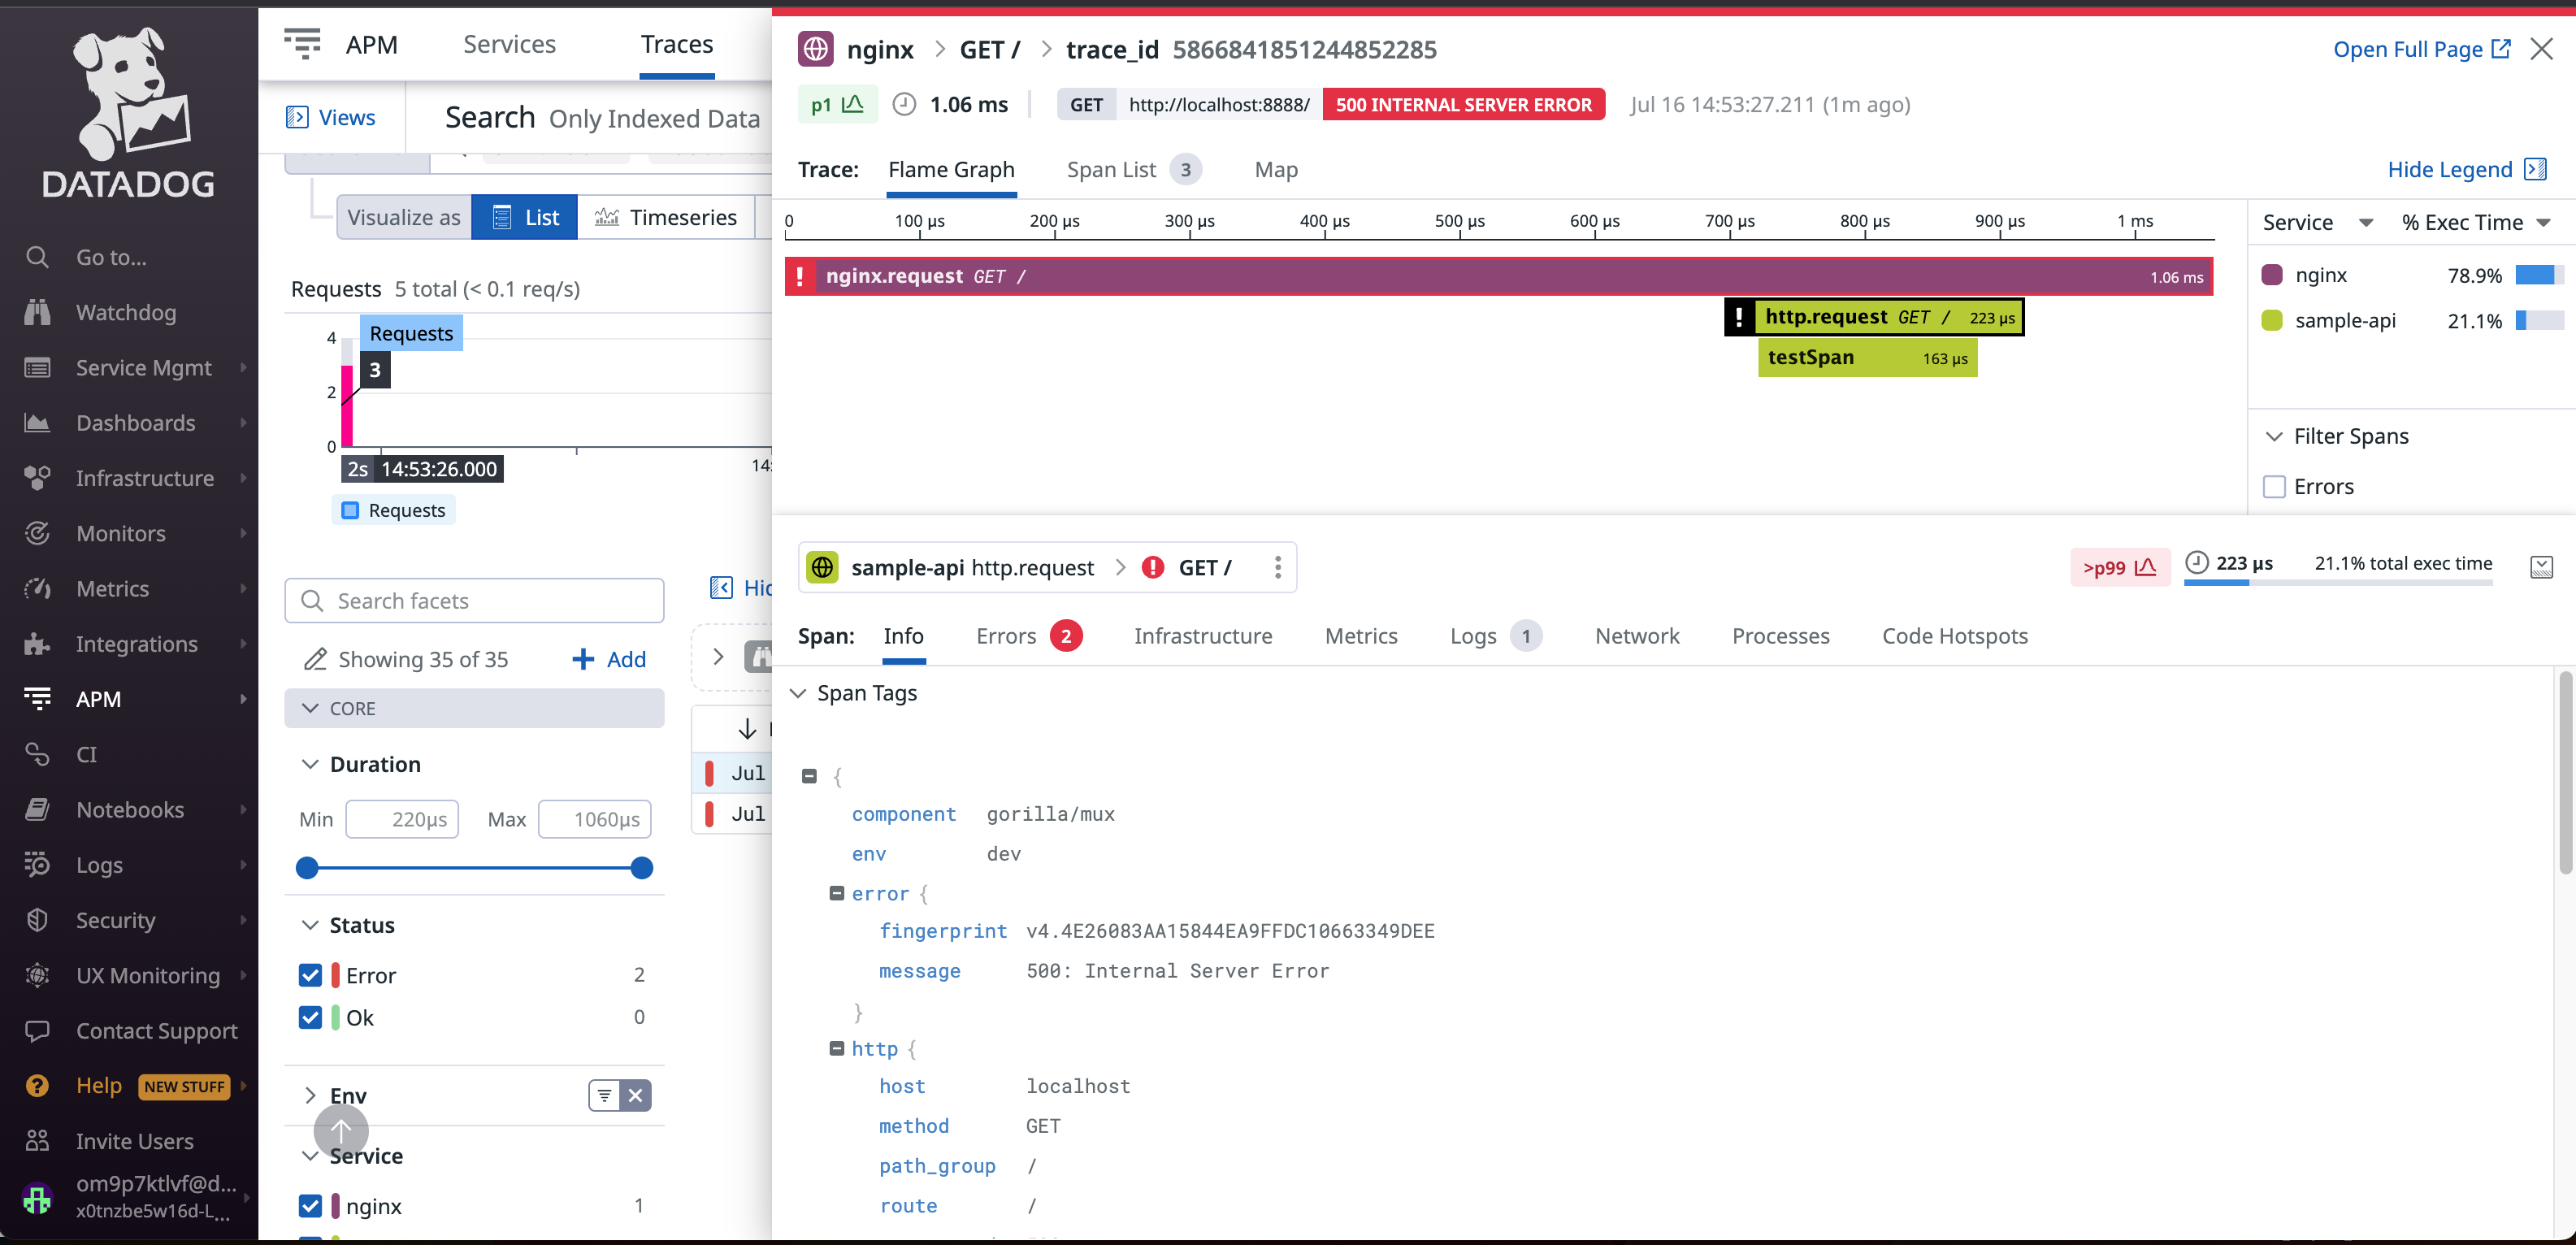 DATADOG
Go to...
Watchdog
Service Mgmt
Dashboards
Infrastructure
Monitors
Metrics
Integrations
APM
CI
Notebooks
Logs
Security
UX Monitoring
Contact Support
Help NEW STUFF
Invite Users
om9p7ktlvf@d...
x0tnzbe5w16d-L...
APM Services Traces
Views
Search Only Indexed Data
Visualize as List Timeseries
Requests 5 total (< 0.1 req/s)
4
2
0
Requests
3
2s 14:53:26.000
14:
Requests
Search facets
Showing 35 of 35 Add
CORE
Duration
Min 220µs Max 1060µs
Status
Error 2
Ok 0
Env
Service
nginx 1
Hid
Jul
Jul
nginx > GET / > trace_id 5866841851244852285
Open Full Page
p1 1.06 ms GET http://localhost:8888/ 500 INTERNAL SERVER ERROR Jul 16 14:53:27.211 (1m ago)
Trace: Flame Graph Span List 3 Map
Hide Legend
0 100 µs 200 µs 300 µs 400 µs 500 µs 600 µs 700 µs 800 µs 900 µs 1 ms
! nginx.request GET / 1.06 ms
! http.request GET / 223 µs
testSpan 163 µs
Service % Exec Time
nginx 78.9%
sample-api 21.1%
Filter Spans
Errors
sample-api http.request > ! GET /
>p99 223 µs 21.1% total exec time
Span: Info Errors 2 Infrastructure Metrics Logs 1 Network Processes Code Hotspots
Span Tags
{
component gorilla/mux
env dev
error {
fingerprint v4.4E26083AA15844EA9FFDC10663349DEE
message 500: Internal Server Error
}
http {
host localhost
method GET
path_group /
route /